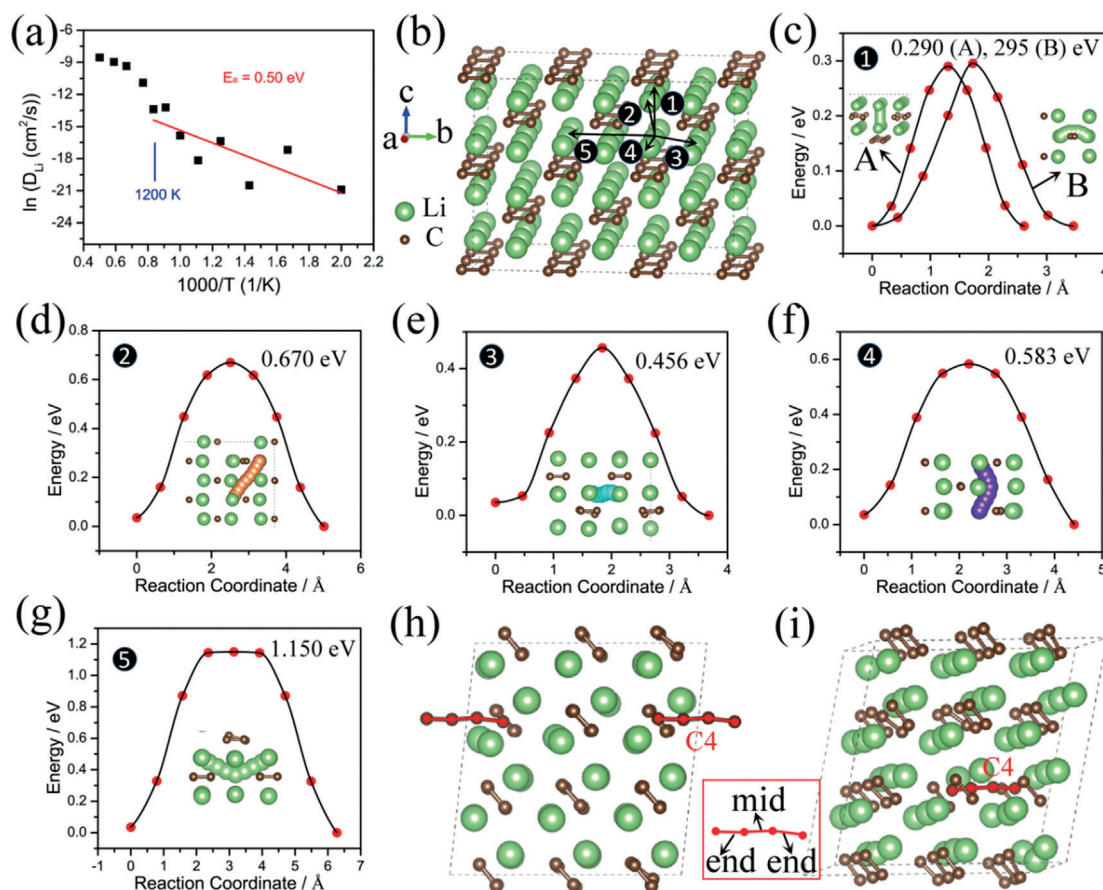 (a)
ln (D_Li (cm²/s))
-6
-9
-12
-15
-18
-21
-24
Eₐ = 0.50 eV
1200 K
0.4 0.6 0.8 1.0 1.2 1.4 1.6 1.8 2.0 2.2
1000/T (1/K)
(b)
c
a b
Li
C
1
2
5 4 3
(c)
1
0.290 (A), 295 (B) eV
Energy / eV
0.3
0.2
0.1
0.0
A
B
0 1 2 3 4
Reaction Coordinate / Å
(d)
2
0.670 eV
Energy / eV
0.8
0.6
0.4
0.2
0.0
0 2 4 6
Reaction Coordinate / Å
(e)
3
0.456 eV
Energy / eV
0.4
0.2
0.0
0 1 2 3 4
Reaction Coordinate / Å
(f)
4
0.583 eV
Energy / eV
0.6
0.4
0.2
0.0
0 1 2 3 4 5
Reaction Coordinate / Å
(g)
5
1.150 eV
Energy / eV
1.2
1.0
0.8
0.6
0.4
0.2
0.0
-1 0 1 2 3 4 5 6 7
Reaction Coordinate / Å
(h)
C4
mid
end end
(i)
C4